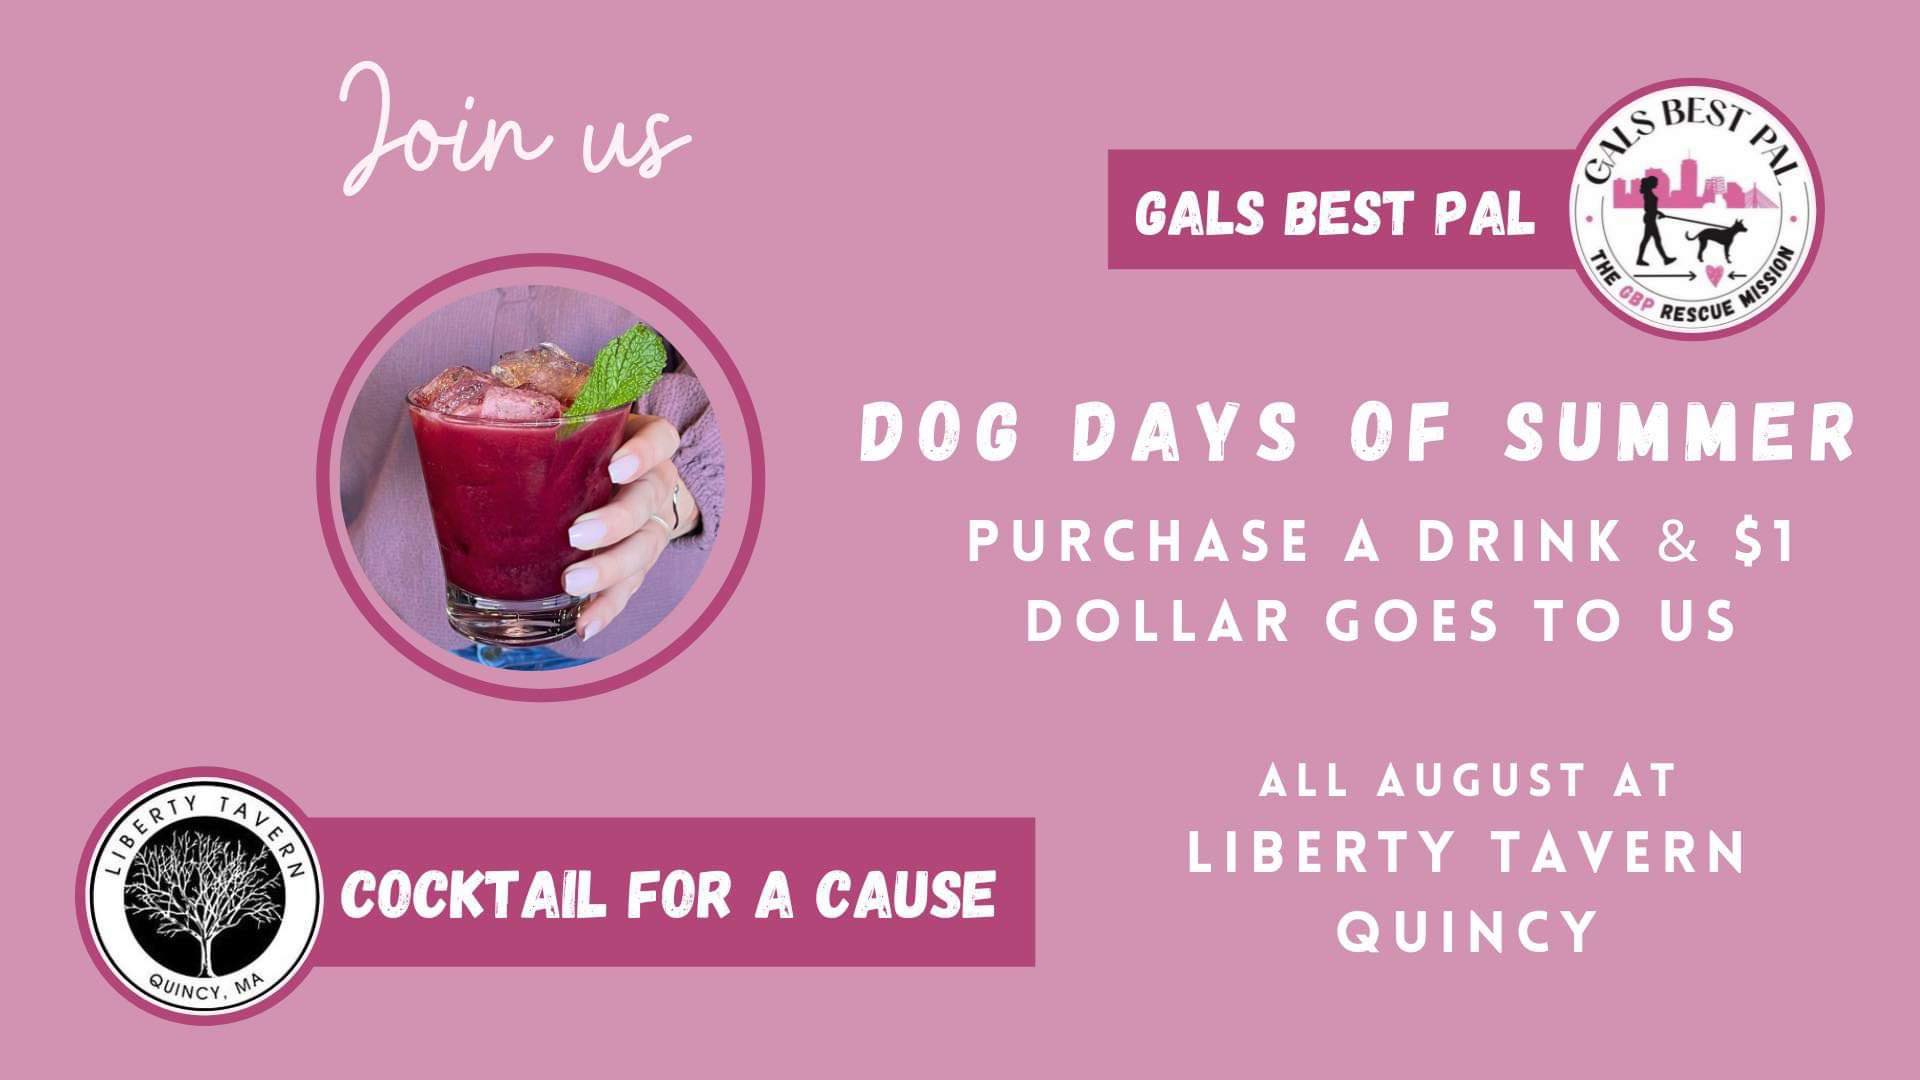 Join us
GALS BEST PAL
GALS BEST PAL
THE GBP RESCUE MISSION
DOG DAYS OF SUMMER
PURCHASE A DRINK & $1
DOLLAR GOES TO US
ALL AUGUST AT
LIBERTY TAVERN
QUINCY
LIBERTY TAVERN
QUINCY, MA
COCKTAIL FOR A CAUSE